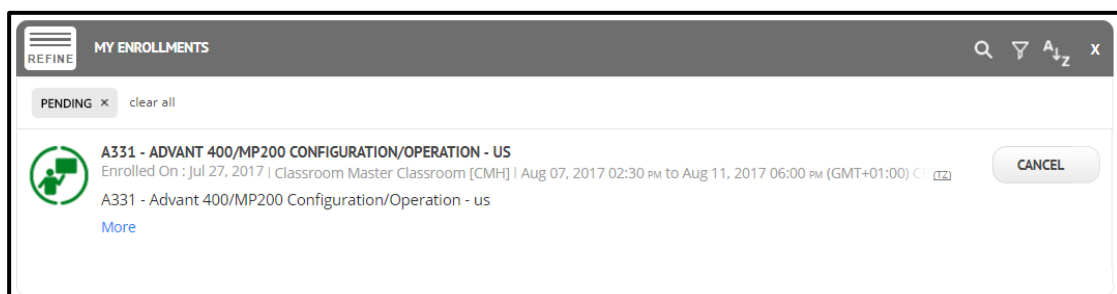 REFINE
MY ENROLLMENTS
A Z X
PENDING × clear all
A331 - ADVANT 400/MP200 CONFIGURATION/OPERATION - US
Enrolled On : Jul 27, 2017 | Classroom Master Classroom [CMH] | Aug 07, 2017 02:30 PM to Aug 11, 2017 06:00 PM (GMT+01:00) (TZ)
CANCEL
A331 - Advant 400/MP200 Configuration/Operation - us
More